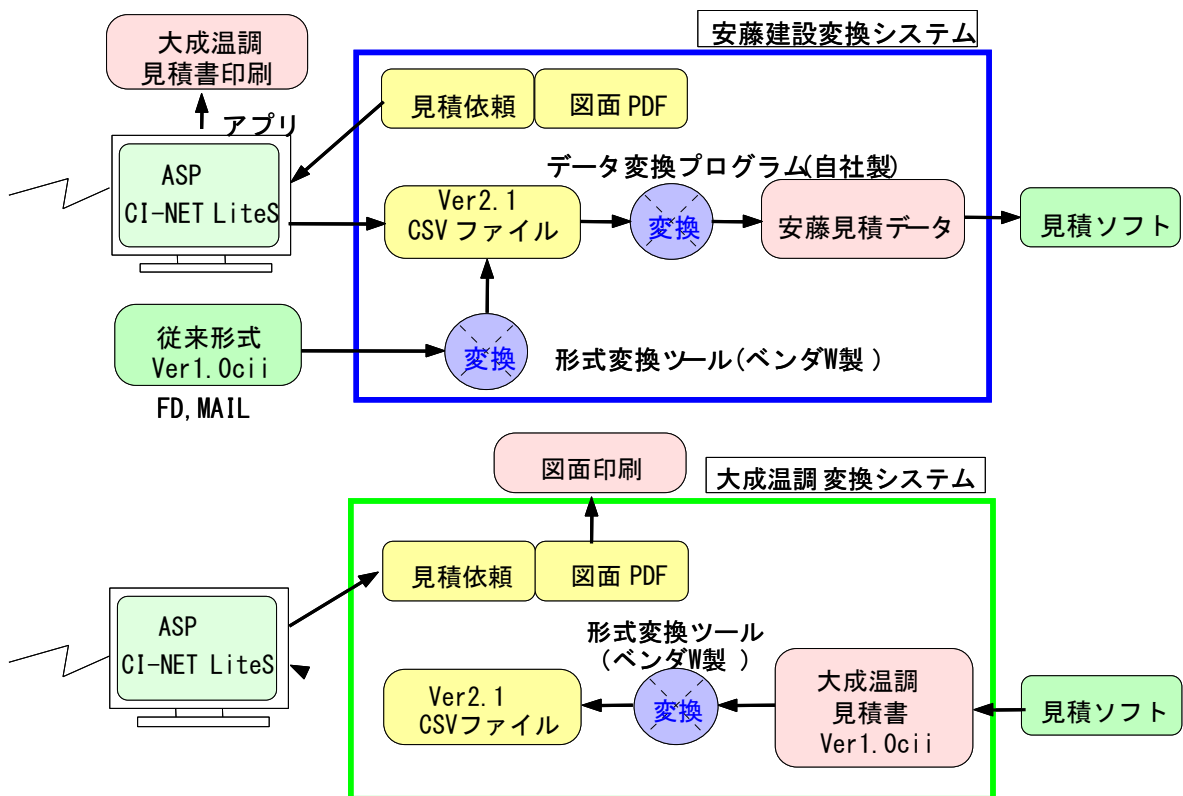 安藤建設変換システム
大成温調
見積書印刷
アプリ
見積依頼
図面 PDF
ASP
CI-NET LiteS
データ変換プログラム(自社製)
Ver2.1
CSVファイル
変換
安藤見積データ
見積ソフト
従来形式
Ver1.0cii
FD,MAIL
変換
形式変換ツール(ベンダW製 )
図面印刷
大成温調 変換システム
見積依頼
図面 PDF
ASP
CI-NET LiteS
形式変換ツール
(ベンダW製 )
Ver2.1
CSVファイル
変換
大成温調
見積書
Ver1.0cii
見積ソフト